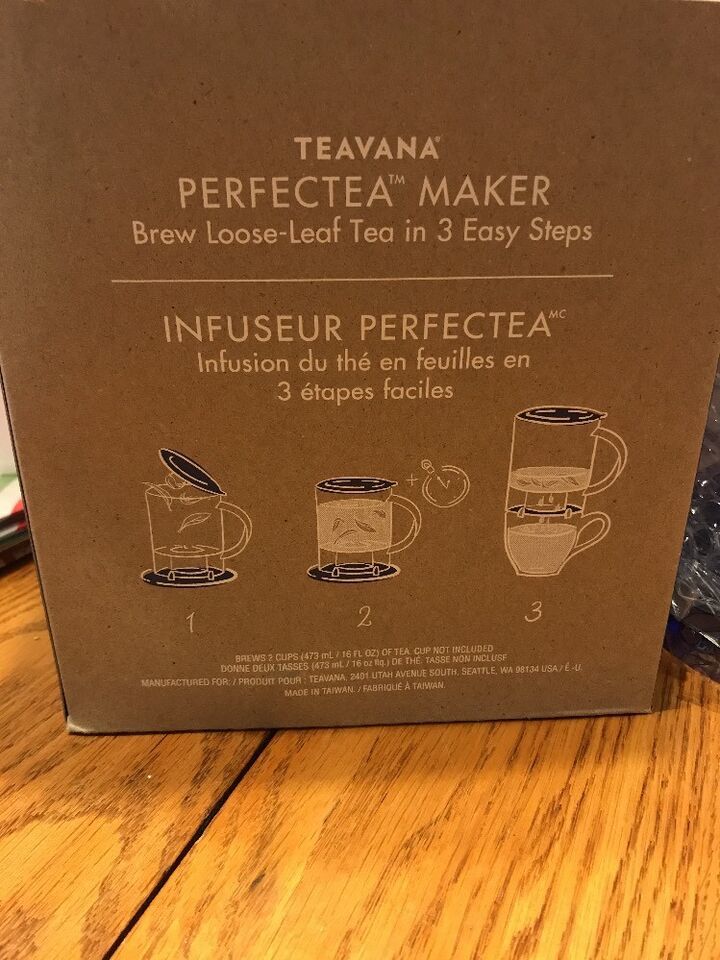 TEAVANA®
PERFECTEA™ MAKER
Brew Loose-Leaf Tea in 3 Easy Steps
INFUSEUR PERFECTEA MC
Infusion du thé en feuilles en
3 étapes faciles
+
1 2 3
BREWS 2 CUPS (473 mL / 16 FL OZ) OF TEA. CUP NOT INCLUDED
DONNE DEUX TASSES (473 mL / 16 oz liq.) DE THÉ. TASSE NON INCLUSE
MANUFACTURED FOR: / PRODUIT POUR : TEAVANA, 2401 UTAH AVENUE SOUTH, SEATTLE, WA 98134 USA / É.-U.
MADE IN TAIWAN. / FABRIQUÉ À TAIWAN.